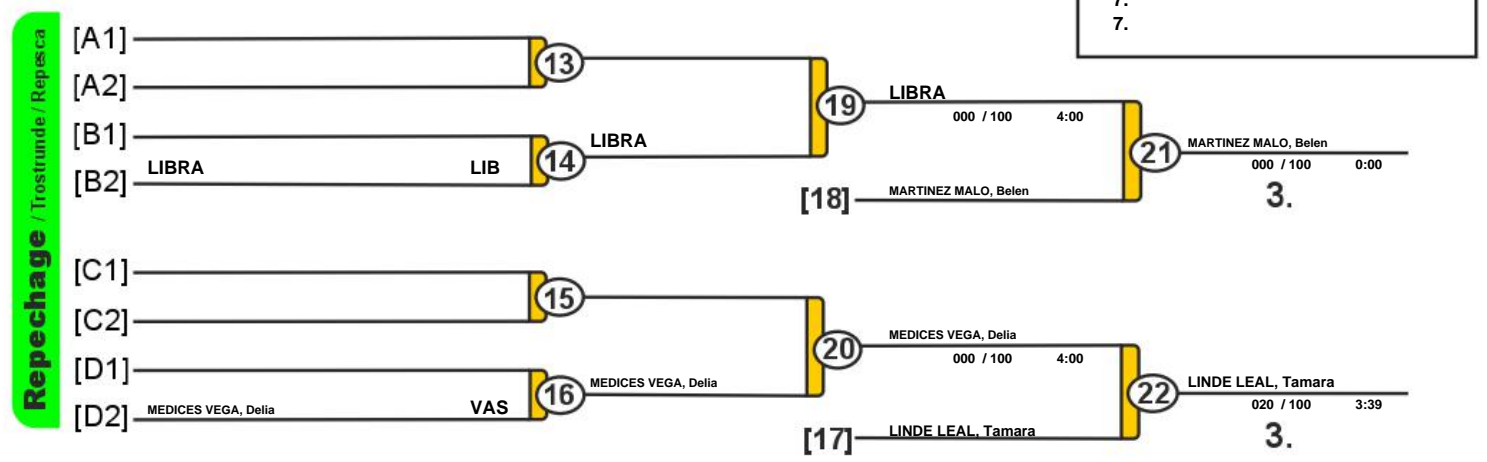 7.
7.
Repechage / Trostrunde / Repesca
[A1]
13
[A2]
19
LIBRA
000 / 100 4:00
[B1]
LIBRA
14
[B2] LIBRA LIB
21
MARTINEZ MALO, Belen
000 / 100 0:00
3.
[18] MARTINEZ MALO, Belen
[C1]
15
[C2]
20
MEDICES VEGA, Delia
000 / 100 4:00
[D1]
16
MEDICES VEGA, Delia
[D2] MEDICES VEGA, Delia VAS
22
LINDE LEAL, Tamara
020 / 100 3:39
3.
[17] LINDE LEAL, Tamara